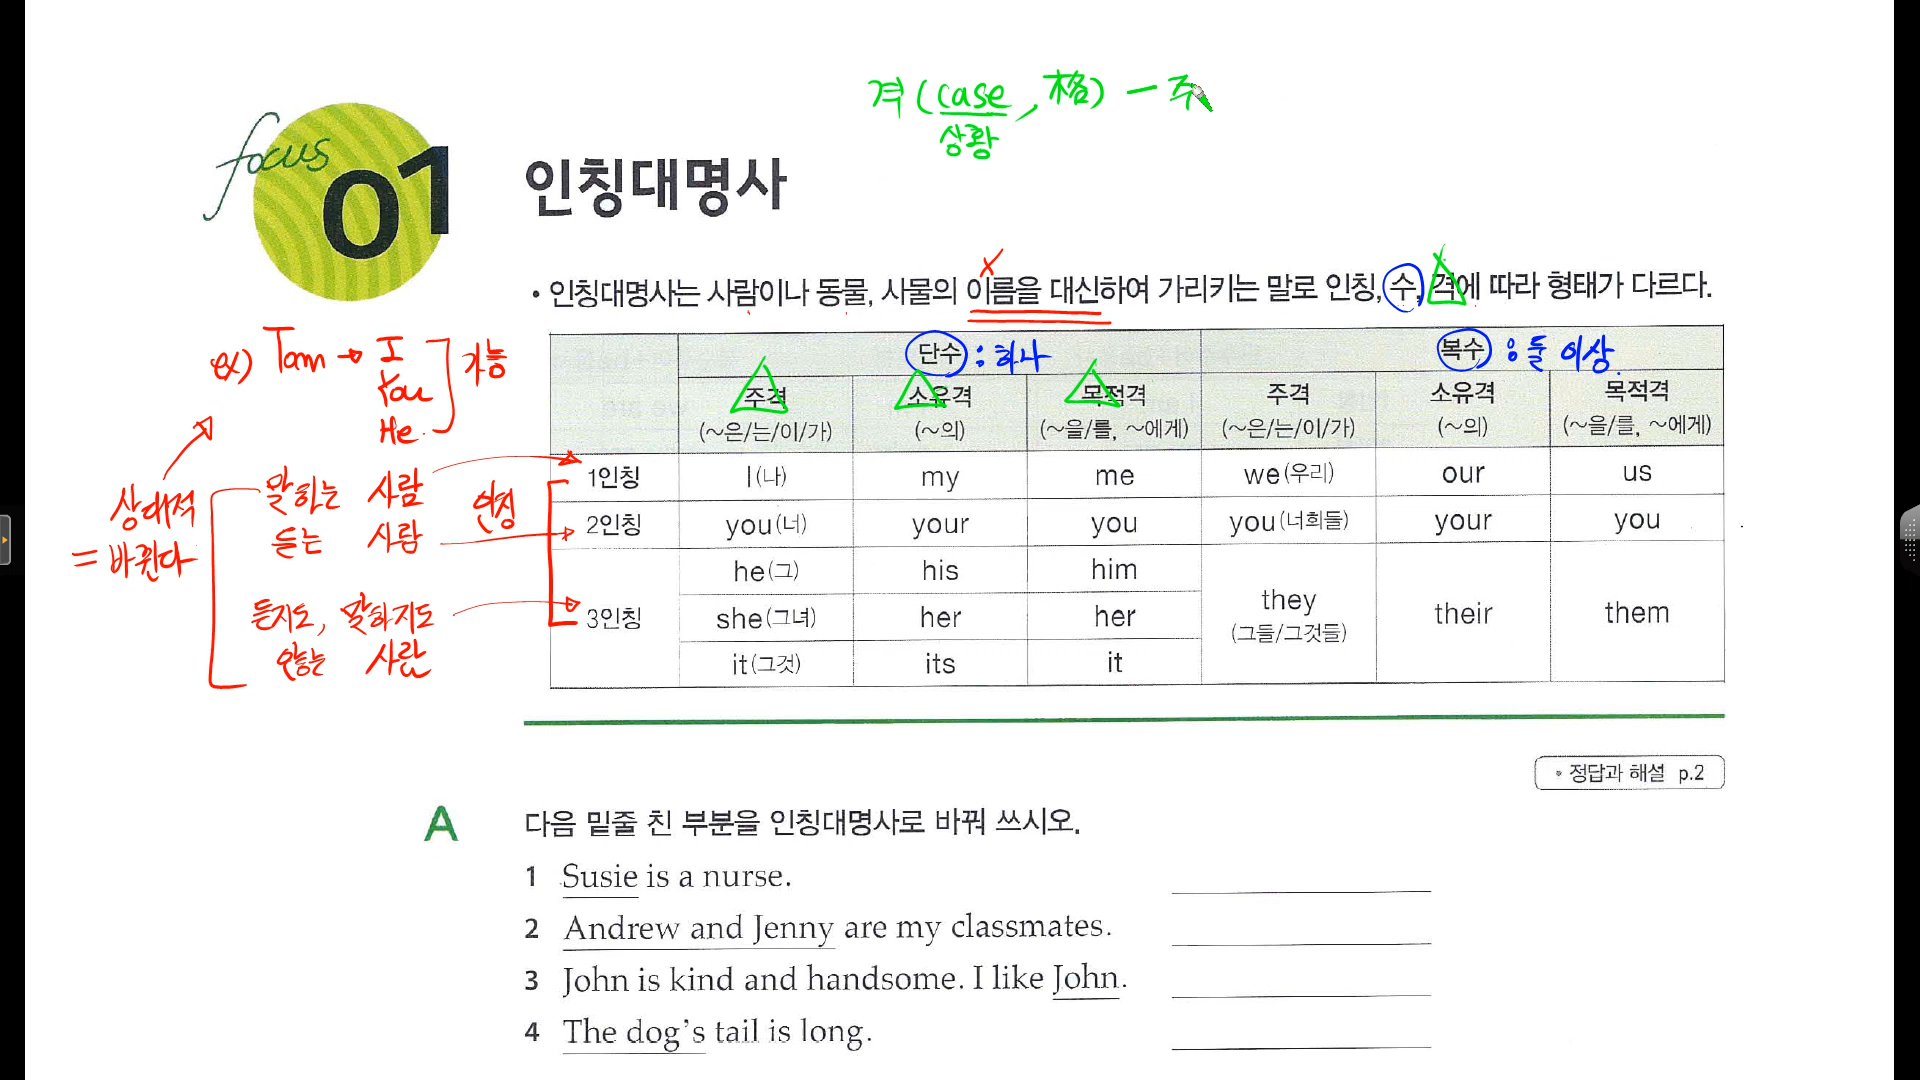 격 (case, 格) - 주
상황
focus
01
인칭대명사
• 인칭대명사는 사람이나 동물, 사물의 이름을 대신하여 가리키는 말로 인칭, 수, 격에 따라 형태가 다르다.
ex) Tom → I
You
He
가능
상대적
= 바뀐다
말하는 사람
듣는 사람
인칭
듣지도, 말하지도
않는 사람
단수 : 하나 복수 : 둘 이상
주격 소유격 목적격 주격 소유격 목적격
(~은/는/이/가) (~의) (~을/를, ~에게) (~은/는/이/가) (~의) (~을/를, ~에게)
1인칭 I(나) my me we(우리) our us
2인칭 you(너) your you you(너희들) your you
he(그) his him
3인칭 she(그녀) her her they their them
(그들/그것들)
it(그것) its it
• 정답과 해설 p.2
A 다음 밑줄 친 부분을 인칭대명사로 바꿔 쓰시오.
1 Susie is a nurse.
2 Andrew and Jenny are my classmates.
3 John is kind and handsome. I like John.
4 The dog's tail is long.